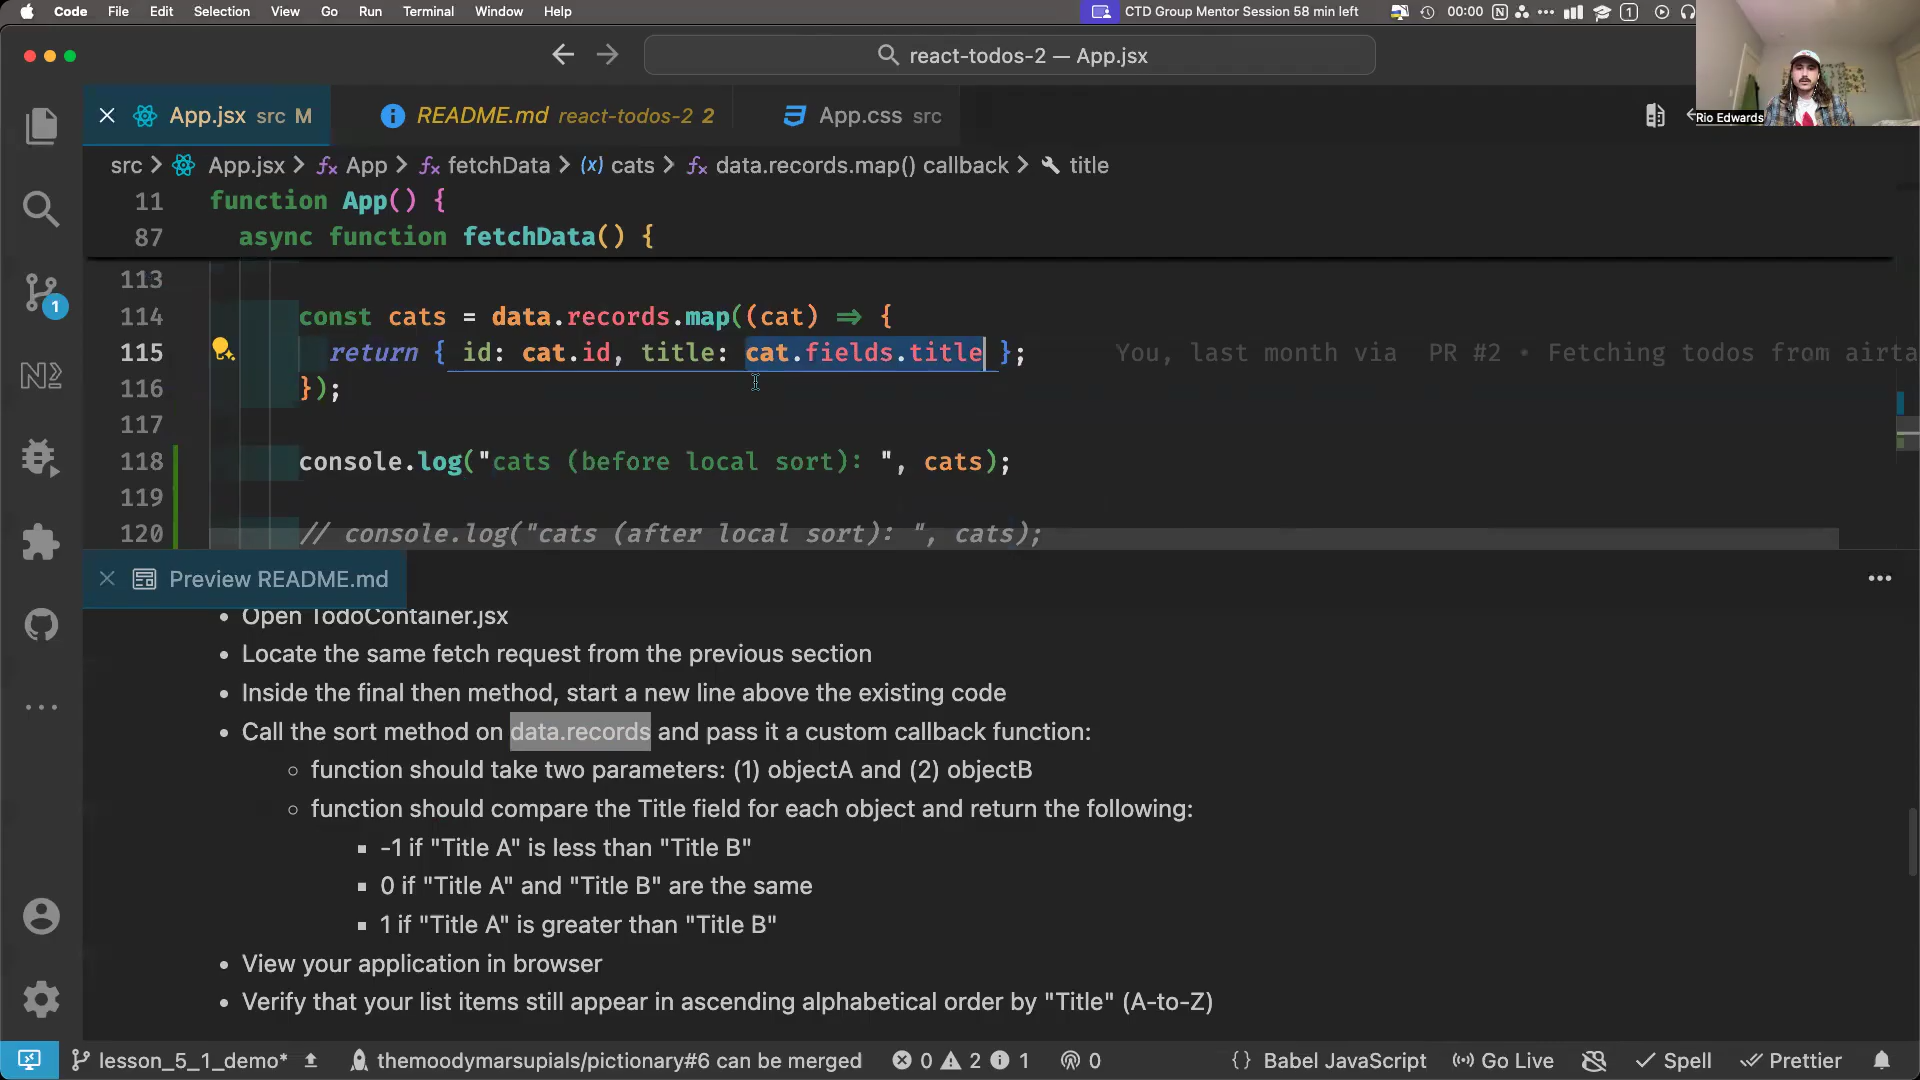 Code File Edit Selection View Go Run Terminal Window Help CTD Group Mentor Session 58 min left 00:00 1
react-todos-2 — App.jsx
Rio Edwards
App.jsx src M README.md react-todos-2 2 App.css src
src > App.jsx > App > fetchData > cats > data.records.map() callback > title
11 function App() {
87 async function fetchData() {
113
114 const cats = data.records.map((cat) => {
115 return { id: cat.id, title: cat.fields.title }; You, last month via PR #2 • Fetching todos from airta
116 });
117
118 console.log("cats (before local sort): ", cats);
119
120 // console.log("cats (after local sort): ", cats);
Preview README.md
• Open TodoContainer.jsx
• Locate the same fetch request from the previous section
• Inside the final then method, start a new line above the existing code
• Call the sort method on data.records and pass it a custom callback function:
○ function should take two parameters: (1) objectA and (2) objectB
○ function should compare the Title field for each object and return the following:
▪ -1 if "Title A" is less than "Title B"
▪ 0 if "Title A" and "Title B" are the same
▪ 1 if "Title A" is greater than "Title B"
• View your application in browser
• Verify that your list items still appear in ascending alphabetical order by "Title" (A-to-Z)
1
lesson_5_1_demo* themoodymarsupials/pictionary#6 can be merged 0 2 1 0 {} Babel JavaScript Go Live Spell Prettier